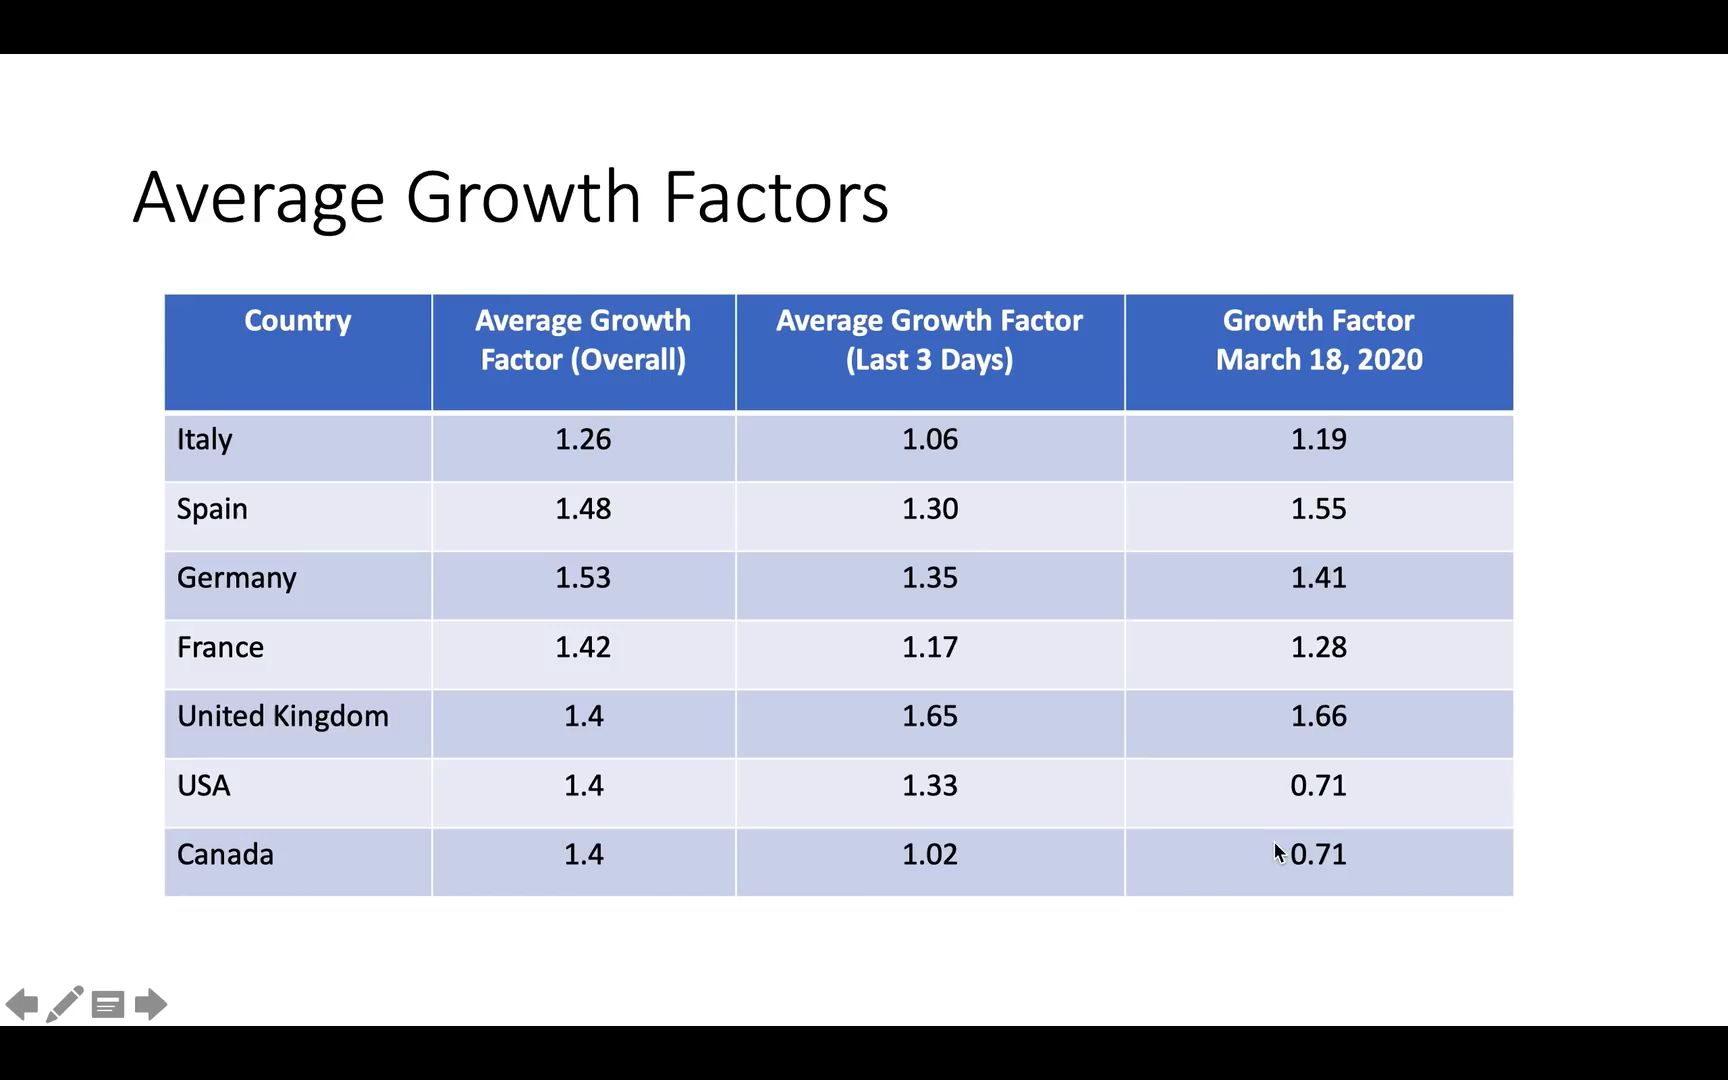 Average Growth Factors
Country Average Growth Factor (Overall) Average Growth Factor (Last 3 Days) Growth Factor March 18, 2020
Italy 1.26 1.06 1.19
Spain 1.48 1.30 1.55
Germany 1.53 1.35 1.41
France 1.42 1.17 1.28
United Kingdom 1.4 1.65 1.66
USA 1.4 1.33 0.71
Canada 1.4 1.02 0.71